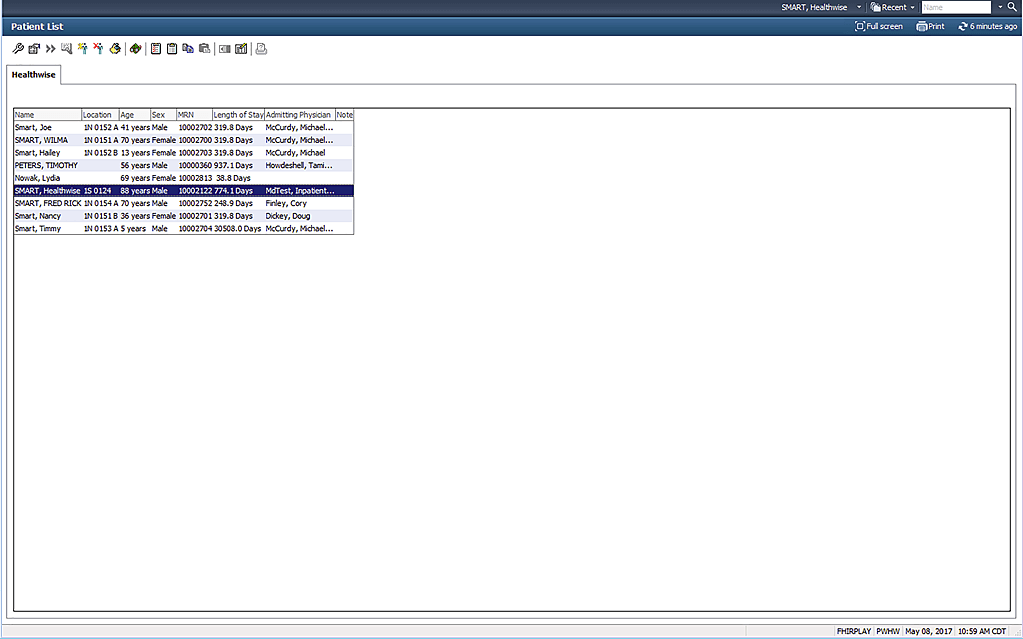 SMART, Healthwise Recent Name
Patient List Full screen Print 6 minutes ago
Healthwise
Name Location Age Sex MRN Length of Stay Admitting Physician Note
Smart, Joe 1N 0152 A 41 years Male 10002702 319.8 Days McCurdy, Michael...
SMART, WILMA 1N 0151 A 70 years Female 10002700 319.8 Days McCurdy, Michael...
Smart, Hailey 1N 0152 B 13 years Female 10002703 319.8 Days McCurdy, Michael
PETERS, TIMOTHY 56 years Male 10000360 937.1 Days Howdeshell, Tami...
Nowak, Lydia 69 years Female 10002813 38.8 Days
SMART, Healthwise 1S 0124 88 years Male 10002122 774.1 Days MdTest, Inpatient...
SMART, FRED RICK 1N 0154 A 70 years Male 10002752 248.9 Days Finley, Cory
Smart, Nancy 1N 0151 B 36 years Female 10002701 319.8 Days Dickey, Doug
Smart, Timmy 1N 0153 A 5 years Male 10002704 30508.0 Days McCurdy, Michael...
FHIRPLAY PWHW May 08, 2017 10:59 AM CDT